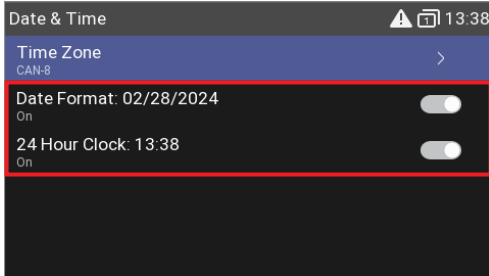 Date & Time
1 13:38
Time Zone
CAN-8
Date Format: 02/28/2024
On
24 Hour Clock: 13:38
On